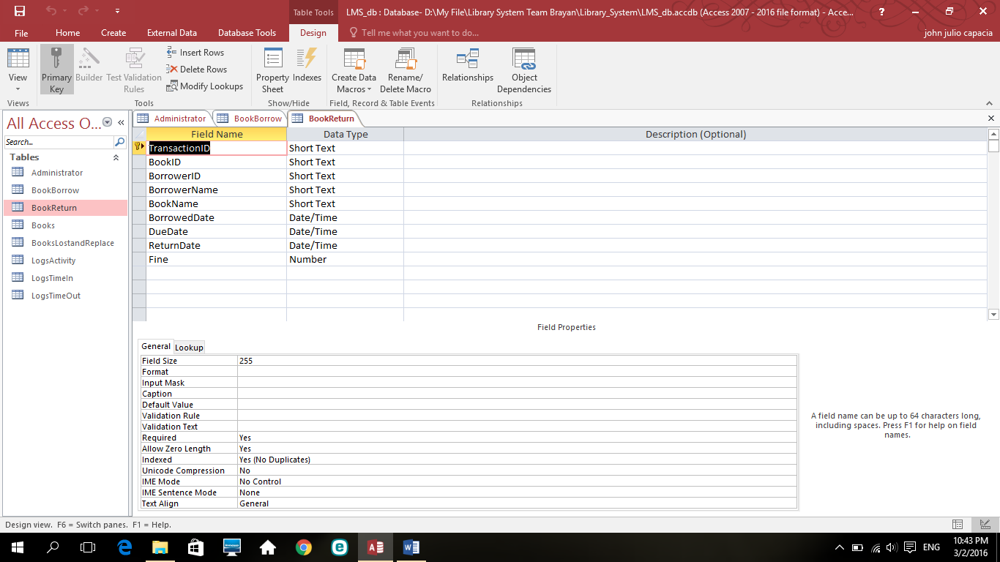 Table Tools
LMS_db : Database- D:\My File\Library System Team Brayan\Library_System\LMS_db.accdb (Access 2007 - 2016 file format) - Acce...
?
File Home Create External Data Database Tools Design Tell me what you want to do... john julio capacia
View
Primary Key
Builder
Test Validation Rules
Insert Rows
Delete Rows
Modify Lookups
Property Sheet
Indexes
Create Data Macros
Rename/ Delete Macro
Relationships
Object Dependencies
Views Tools Show/Hide Field, Record & Table Events Relationships
All Access O...
Search...
Tables
Administrator
BookBorrow
BookReturn
Books
BooksLostandReplace
LogsActivity
LogsTimeIn
LogsTimeOut
Administrator BookBorrow BookReturn
Field Name Data Type Description (Optional)
TransactionID Short Text
BookID Short Text
BorrowerID Short Text
BorrowerName Short Text
BookName Short Text
BorrowedDate Date/Time
DueDate Date/Time
ReturnDate Date/Time
Fine Number
Field Properties
General Lookup
Field Size 255
Format
Input Mask
Caption
Default Value
Validation Rule
Validation Text
Required Yes
Allow Zero Length Yes
Indexed Yes (No Duplicates)
Unicode Compression No
IME Mode No Control
IME Sentence Mode None
Text Align General
A field name can be up to 64 characters long,
including spaces. Press F1 for help on field
names.
Design view. F6 = Switch panes. F1 = Help.
ENG
10:43 PM
3/2/2016